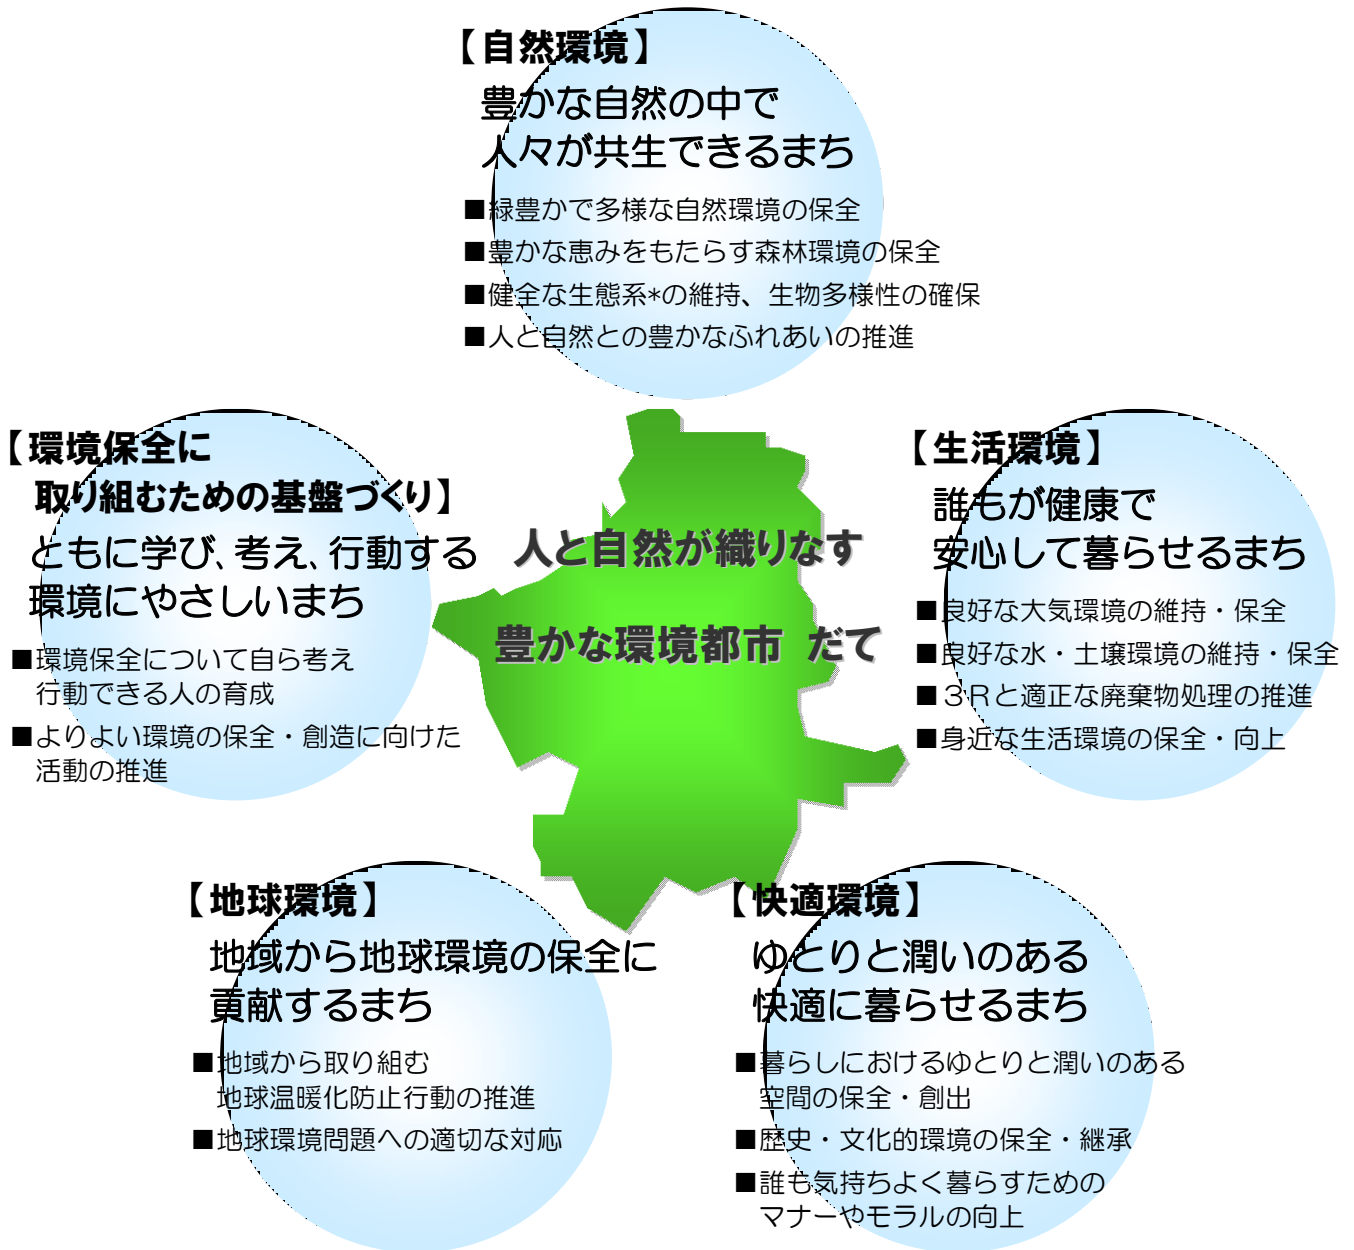 【自然環境】
豊かな自然の中で
人々が共生できるまち
■緑豊かで多様な自然環境の保全
■豊かな恵みをもたらす森林環境の保全
■健全な生態系*の維持、生物多様性の確保
■人と自然との豊かなふれあいの推進
【環境保全に
取り組むための基盤づくり】
ともに学び、考え、行動する
環境にやさしいまち
■環境保全について自ら考え
行動できる人の育成
■よりよい環境の保全・創造に向けた
活動の推進
人と自然が織りなす
豊かな環境都市 だて
【生活環境】
誰もが健康で
安心して暮らせるまち
■良好な大気環境の維持・保全
■良好な水・土壌環境の維持・保全
■３Ｒと適正な廃棄物処理の推進
■身近な生活環境の保全・向上
【地球環境】
地域から地球環境の保全に
貢献するまち
■地域から取り組む
地球温暖化防止行動の推進
■地球環境問題への適切な対応
【快適環境】
ゆとりと潤いのある
快適に暮らせるまち
■暮らしにおけるゆとりと潤いのある
空間の保全・創出
■歴史・文化的環境の保全・継承
■誰も気持ちよく暮らすための
マナーやモラルの向上